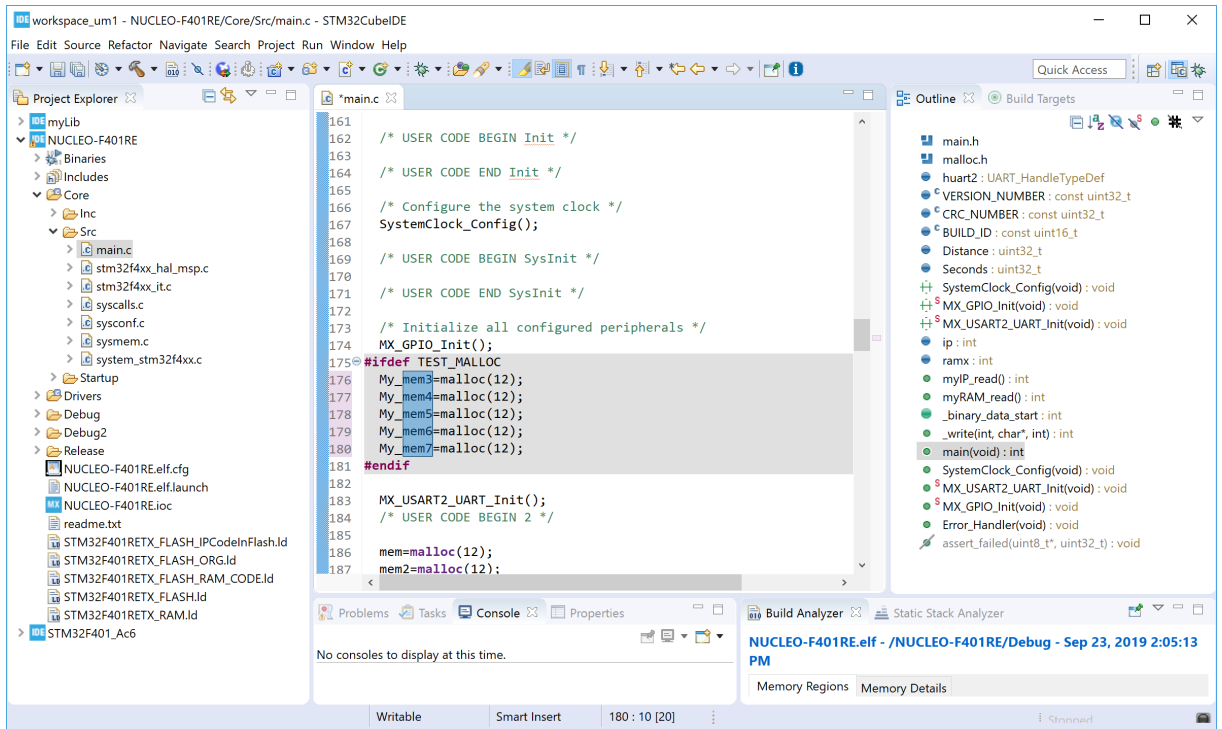 IDE workspace_um1 - NUCLEO-F401RE/Core/Src/main.c - STM32CubeIDE
File Edit Source Refactor Navigate Search Project Run Window Help
Quick Access
Project Explorer
myLib
NUCLEO-F401RE
Binaries
Includes
Core
Inc
Src
main.c
stm32f4xx_hal_msp.c
stm32f4xx_it.c
syscalls.c
sysconf.c
sysmem.c
system_stm32f4xx.c
Startup
Drivers
Debug
Debug2
Release
NUCLEO-F401RE.elf.cfg
NUCLEO-F401RE.elf.launch
MX NUCLEO-F401RE.ioc
readme.txt
STM32F401RETX_FLASH_IPCodeInFlash.ld
STM32F401RETX_FLASH_ORG.ld
STM32F401RETX_FLASH_RAM_CODE.ld
STM32F401RETX_FLASH.ld
STM32F401RETX_RAM.ld
IDE STM32F401_Ac6
*main.c
161
162 /* USER CODE BEGIN Init */
163
164 /* USER CODE END Init */
165
166 /* Configure the system clock */
167 SystemClock_Config();
168
169 /* USER CODE BEGIN SysInit */
170
171 /* USER CODE END SysInit */
172
173 /* Initialize all configured peripherals */
174 MX_GPIO_Init();
175 #ifdef TEST_MALLOC
176 My_mem3=malloc(12);
177 My_mem4=malloc(12);
178 My_mem5=malloc(12);
179 My_mem6=malloc(12);
180 My_mem7=malloc(12);
181 #endif
182
183 MX_USART2_UART_Init();
184 /* USER CODE BEGIN 2 */
185
186 mem=malloc(12);
187 mem2=malloc(12);
Outline Build Targets
main.h
malloc.h
huart2 : UART_HandleTypeDef
VERSION_NUMBER : const uint32_t
CRC_NUMBER : const uint32_t
BUILD_ID : const uint16_t
Distance : uint32_t
Seconds : uint32_t
SystemClock_Config(void) : void
MX_GPIO_Init(void) : void
MX_USART2_UART_Init(void) : void
ip : int
ramx : int
myIP_read() : int
myRAM_read() : int
_binary_data_start : int
_write(int, char*, int) : int
main(void) : int
SystemClock_Config(void) : void
MX_USART2_UART_Init(void) : void
MX_GPIO_Init(void) : void
Error_Handler(void) : void
assert_failed(uint8_t*, uint32_t) : void
Problems Tasks Console Properties
No consoles to display at this time.
Build Analyzer Static Stack Analyzer
NUCLEO-F401RE.elf - /NUCLEO-F401RE/Debug - Sep 23, 2019 2:05:13
PM
Memory Regions Memory Details
Writable Smart Insert 180 : 10 [20]
Stopped